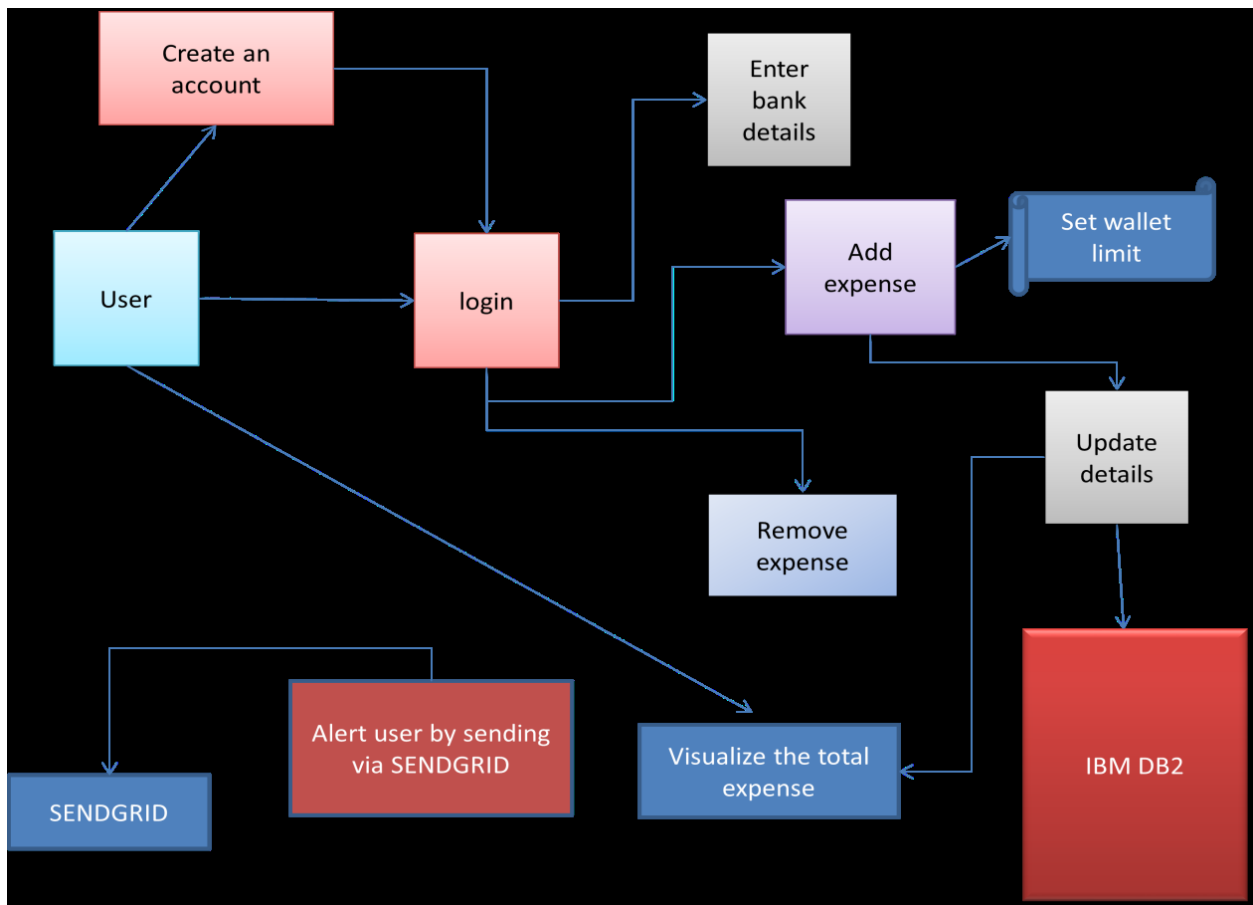 Create an
account
Enter
bank
details
Set wallet
limit
Add
expense
User
login
Update
details
Remove
expense
Alert user by sending
via SENDGRID
Visualize the total
expense
IBM DB2
SENDGRID